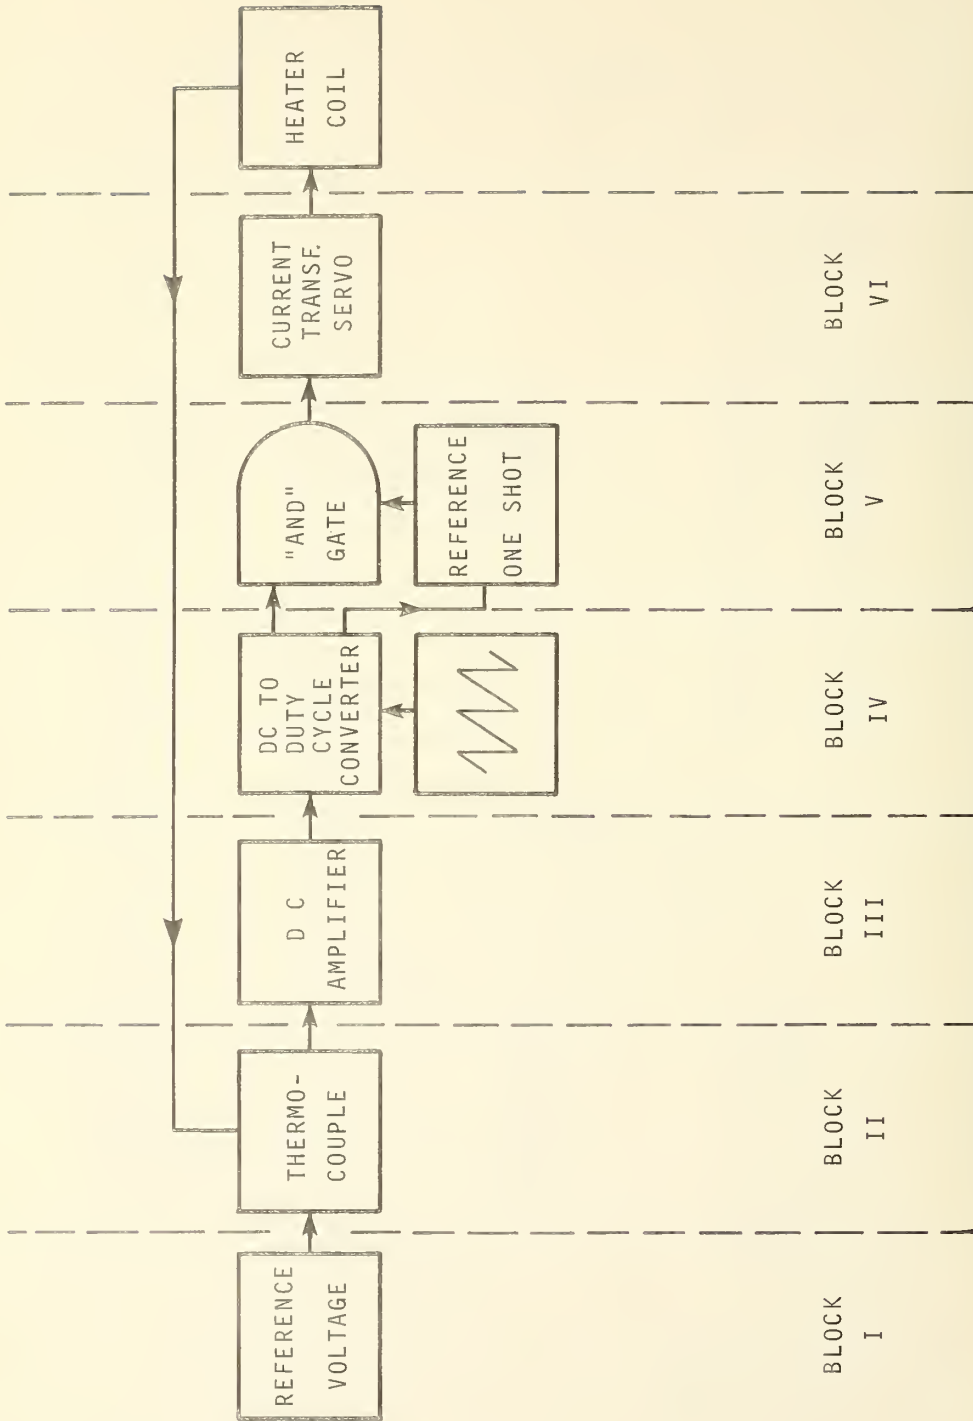 REFERENCE
VOLTAGE
THERMO-
COUPLE
D C
AMPLIFIER
DC TO
DUTY
CYCLE
CONVERTER
"AND"
GATE
REFERENCE
ONE SHOT
CURRENT
TRANSF.
SERVO
HEATER
COIL
BLOCK
I
BLOCK
II
BLOCK
III
BLOCK
IV
BLOCK
V
BLOCK
VI